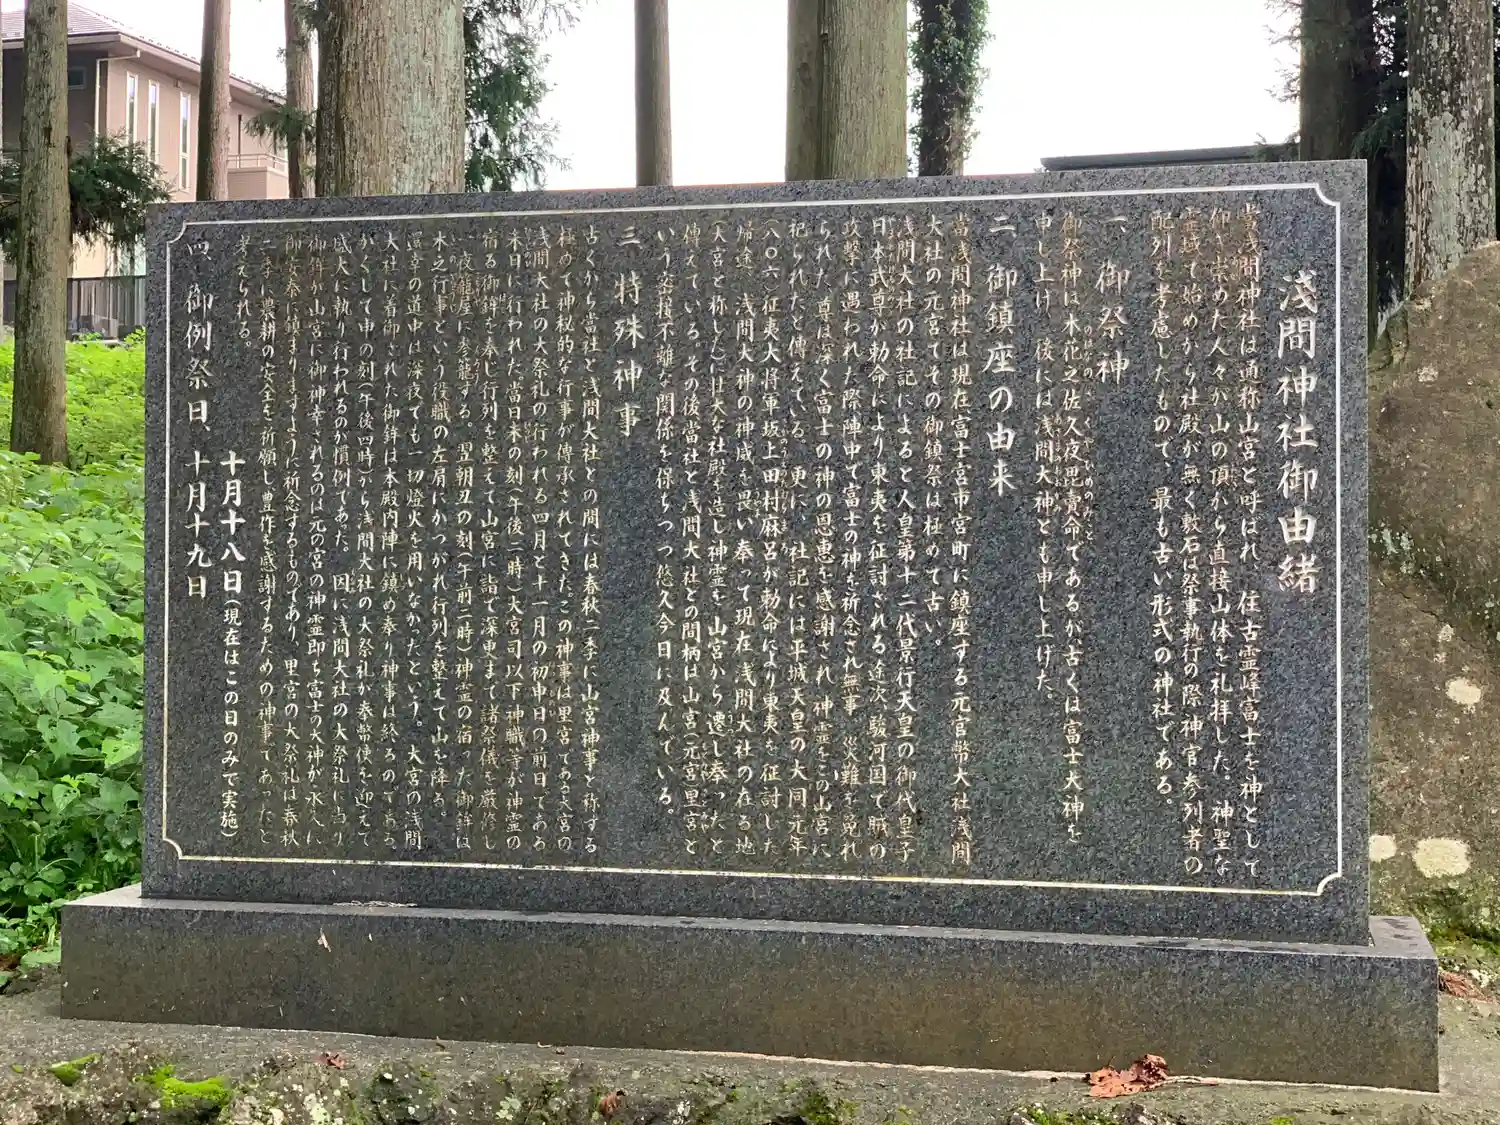 浅間神社御由緒
當浅間神社は通称山宮と呼ばれ、往古霊峰富士を神として
仰ぎ崇めた人々が山の頂から直接山体を礼拝した。神聖な
霊域で始めから社殿が無く敷石は祭事執行の際神官参列者の
配列を考慮したもので、最も古い形式の神社である。
一、御祭神
御祭神は木花之佐久夜毘賣命であるが古くは富士大神を
申し上げ、後には浅間大神とも申し上げた。
二、御鎮座の由来
當浅間神社は現在富士宮市宮町に鎮座する元官幣大社浅間
大社の元宮でその御鎮祭は極めて古い。
浅間大社の社記によると人皇第十二代景行天皇の御代皇子
日本武尊が勅命により東夷を征討される途次、駿河国で賊の
攻撃に遇われた際陣中で富士の神を祈念され無事災難を免れ
られた。尊は深く富士の神の恩恵を感謝され、神霊をこの山宮に
祀られたと傳えている。更に、社記には平城天皇の大同元年
(八〇六)征夷大将軍坂上田村麻呂が勅命により東夷を征討した
帰途、浅間大神の神威を畏い奉って現在浅間大社の在る地
(大宮と称した)に壮大な社殿を造し神霊を山宮から遷し奉ったと
傳えている。その後當社と浅間大社との間柄は山宮(元宮)里宮と
いう密接不離な関係を保ちつつ悠久今日に及んでいる。
三、特殊神事
古くから當社と浅間大社との間には春秋二季に山宮神事と称する
極めて神秘的な行事が傳承されてきた。この神事は里宮である大宮の
浅間大社の大祭礼の行われる四月と十一月の初申日の前日である
未日に行われた。當日未の刻(午後二時)大宮司以下神職等が神霊の
宿る御鉾を奉じ行列を整えて山宮に詣で深更まで諸祭儀を厳修し
夜籠屋に参籠する。翌朝丑の刻(午前二時)神霊の宿った御鉾は
木之行事という役職の左肩にかつがれ行列を整えて山を降る。
還幸の道中は深夜でも一切燈火を用いなかったという。大宮の浅間
大社に着御された御鉾は本殿内陣に鎮め奉り神事は終るのである。
かくして申の刻(午後四時)から浅間大社の大祭礼が奉幣使を迎えて
盛大に執り行われるのが慣例であた。因に浅間大社の大祭礼に当り
御鉾が山宮に御神幸されるのは元の宮の神霊即ち富士の大神が永久に
御安泰に鎮まりますように祈念するものであり、里宮の大祭礼は春秋
二季に農耕の安全を祈願し豊作を感謝するための神事であったと
考えられる。
四、御例祭日、十月十八日(現在はこの日のみで実施)
十月十九日